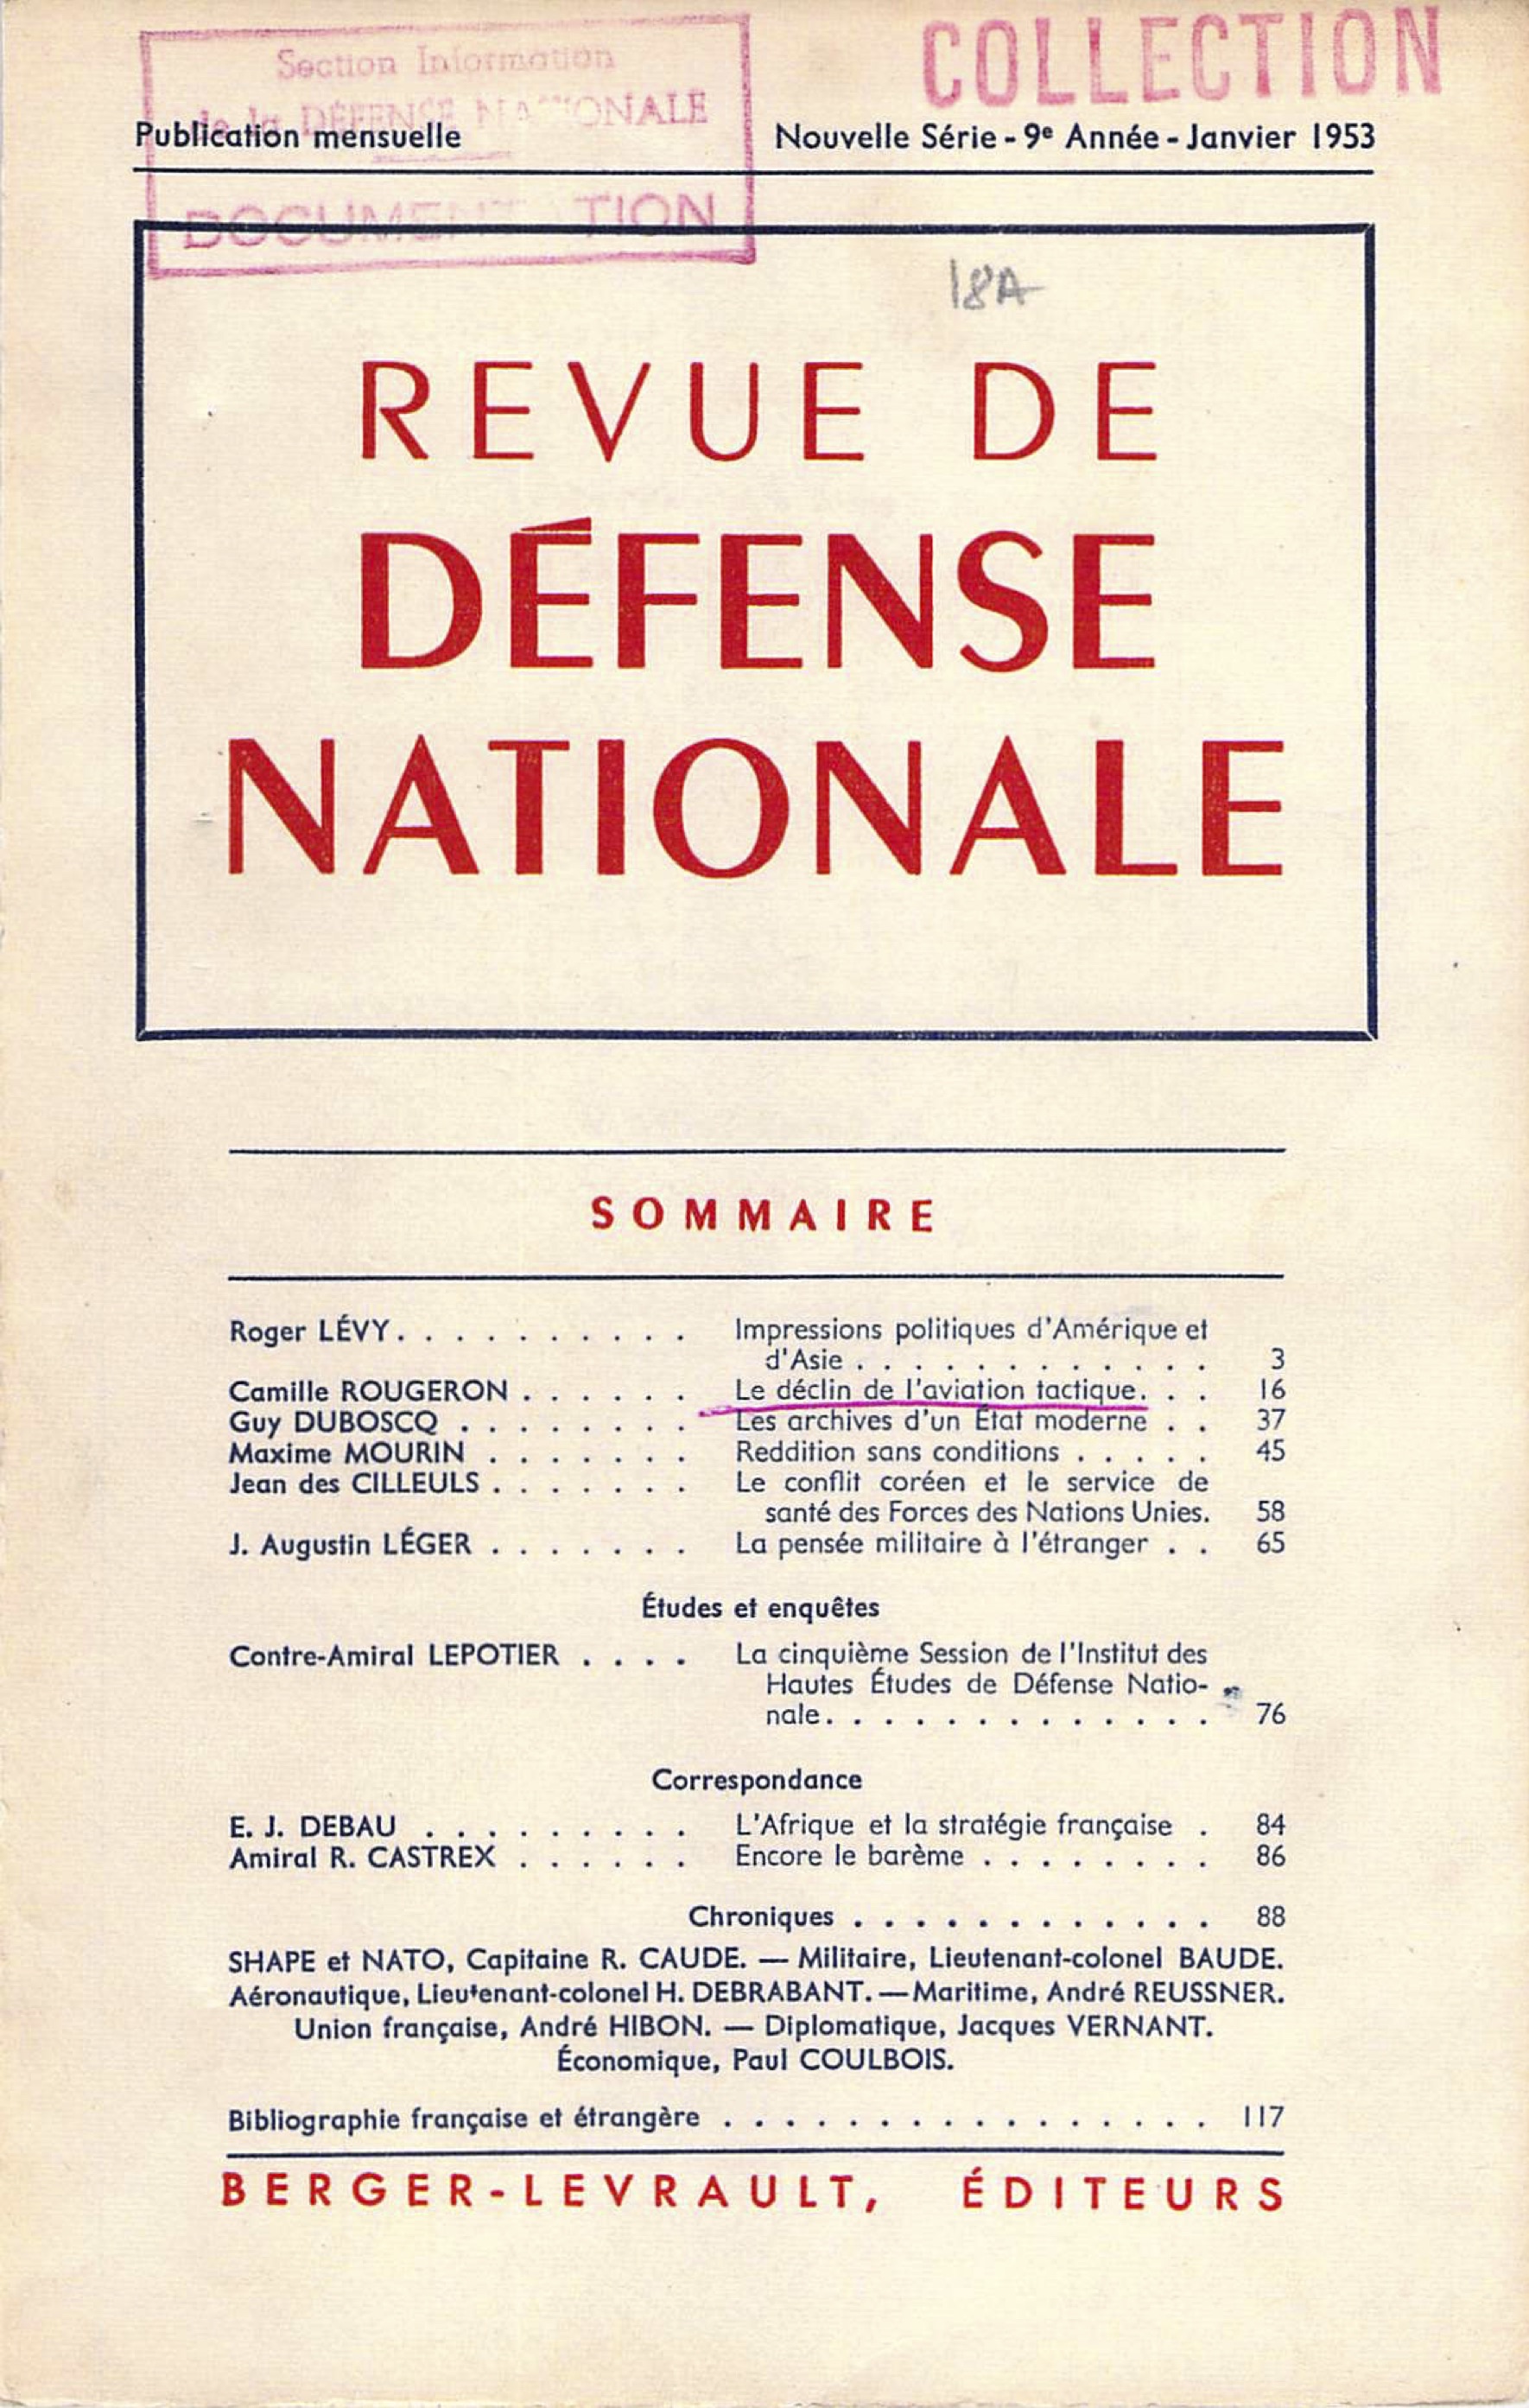 COLLECTION
Section Information
de la DÉFENSE NATIONALE
DOCUMENTATION
Publication mensuelle
Nouvelle Série - 9e Année - Janvier 1953
18A
REVUE DE
DÉFENSE
NATIONALE
SOMMAIRE
Roger LÉVY. . . . . . . . . . Impressions politiques d'Amérique et
d'Asie . . . . . . . . . . . . 3
Camille ROUGERON . . . . . . Le déclin de l'aviation tactique. . . 16
Guy DUBOSCQ . . . . . . . . Les archives d'un État moderne . . 37
Maxime MOURIN . . . . . . . Reddition sans conditions . . . . . 45
Jean des CILLEULS . . . . . . . Le conflit coréen et le service de
santé des Forces des Nations Unies. 58
J. Augustin LÉGER . . . . . . . La pensée militaire à l'étranger . . 65
Études et enquêtes
Contre-Amiral LEPOTIER . . . . La cinquième Session de l'Institut des
Hautes Études de Défense Natio-
nale. . . . . . . . . . . . . . 76
Correspondance
E. J. DEBAU . . . . . . . . . L'Afrique et la stratégie française . 84
Amiral R. CASTREX . . . . . . Encore le barème . . . . . . . . 86
Chroniques . . . . . . . . . . . . 88
SHAPE et NATO, Capitaine R. CAUDE. — Militaire, Lieutenant-colonel BAUDE.
Aéronautique, Lieutenant-colonel H. DEBRABANT. — Maritime, André REUSSNER.
Union française, André HIBON. — Diplomatique, Jacques VERNANT.
Économique, Paul COULBOIS.
Bibliographie française et étrangère . . . . . . . . . . . . . . . . 117
BERGER-LEVRAULT, ÉDITEURS